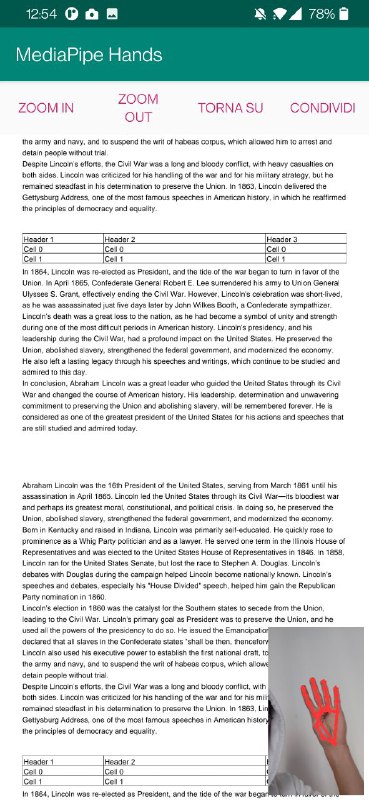 12:54
78%
MediaPipe Hands
ZOOM IN
ZOOM OUT
TORNA SU
CONDIVIDI
the army and navy, and to suspend the writ of habeas corpus, which allowed him to arrest and
detain people without trial.
Despite Lincoln's efforts, the Civil War was a long and bloody conflict, with heavy casualties on
both sides. Lincoln was criticized for his handling of the war and for his military strategy, but he
remained steadfast in his determination to preserve the Union. In 1863, Lincoln delivered the
Gettysburg Address, one of the most famous speeches in American history, in which he reaffirmed
the principles of democracy and equality.
Header 1 Header 2 Header 3
Cell 0 Cell 0 Cell 0
Cell 1 Cell 1 Cell 1
In 1864, Lincoln was re-elected as President, and the tide of the war began to turn in favor of the
Union. In April 1865, Confederate General Robert E. Lee surrendered his army to Union General
Ulysses S. Grant, effectively ending the Civil War. However, Lincoln's celebration was short-lived,
as he was assassinated just five days later by John Wilkes Booth, a Confederate sympathizer.
Lincoln's death was a great loss to the nation, as he had become a symbol of unity and strength
during one of the most difficult periods in American history. Lincoln's presidency, and his
leadership during the Civil War, had a profound impact on the United States. He preserved the
Union, abolished slavery, strengthened the federal government, and modernized the economy.
He also left a lasting legacy through his speeches and writings, which continue to be studied and
admired to this day.
In conclusion, Abraham Lincoln was a great leader who guided the United States through its Civil
War and changed the course of American history. His leadership, determination and unwavering
commitment to preserving the Union and abolishing slavery, will be remembered forever. He is
considered as one of the greatest president of the United States for his actions and speeches that
are still studied and admired today.
Abraham Lincoln was the 16th President of the United States, serving from March 1861 until his
assassination in April 1865. Lincoln led the United States through its Civil War—its bloodiest war
and perhaps its greatest moral, constitutional, and political crisis. In doing so, he preserved the
Union, abolished slavery, strengthened the federal government, and modernized the economy.
Born in Kentucky and raised in Indiana, Lincoln was primarily self-educated. He quickly rose to
prominence as a Whig Party politician and as a lawyer. He served one term in the Illinois House of
Representatives and was elected to the United States House of Representatives in 1846. In 1858,
Lincoln ran for the United States Senate, but lost the race to Stephen A. Douglas. Lincoln's
debates with Douglas during the campaign helped Lincoln become nationally known. Lincoln's
speeches and debates, especially his "House Divided" speech, helped him gain the Republican
Party nomination in 1860.
Lincoln's election in 1860 was the catalyst for the Southern states to secede from the Union,
leading to the Civil War. Lincoln's primary goal as President was to preserve the Union, and he
used all the powers of the presidency to do so. He issued the Emancipation
declared that all slaves in the Confederate states "shall be then, thencefor
Lincoln also used his executive power to establish the first national draft, to
the army and navy, and to suspend the writ of habeas corpus, which allowe
detain people without trial.
Despite Lincoln's efforts, the Civil War was a long and bloody conflict, with
both sides. Lincoln was criticized for his handling of the war and for his mili
remained steadfast in his determination to preserve the Union. In 1863, Lin
Gettysburg Address, one of the most famous speeches in American history
the principles of democracy and equality.
Header 1 Header 2
Cell 0 Cell 0
Cell 1 Cell 1
In 1864, Lincoln was re-elected as President, and the tide of the war began to turn in favor of the